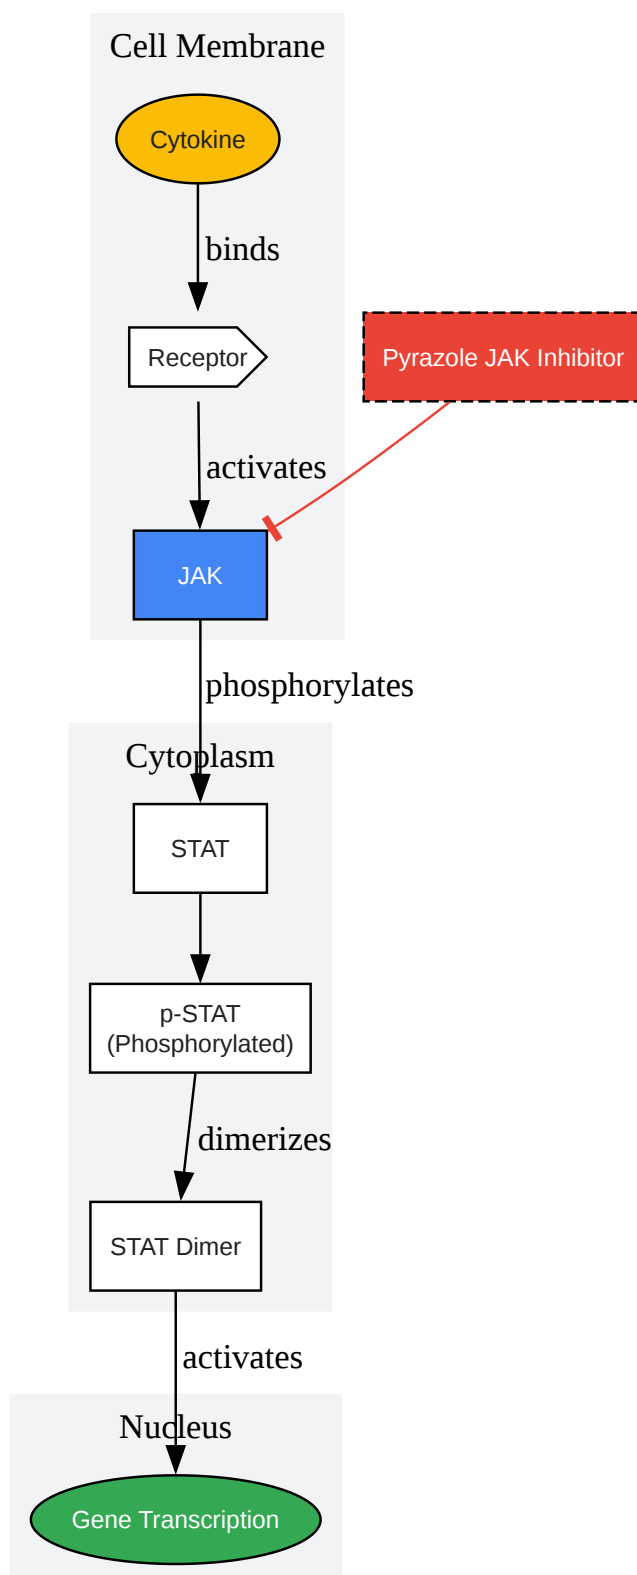 Cell Membrane
Cytokine
binds
Receptor
Pyrazole JAK Inhibitor
activates
JAK
phosphorylates
Cytoplasm
STAT
p-STAT
(Phosphorylated)
dimerizes
STAT Dimer
activates
Nucleus
Gene Transcription